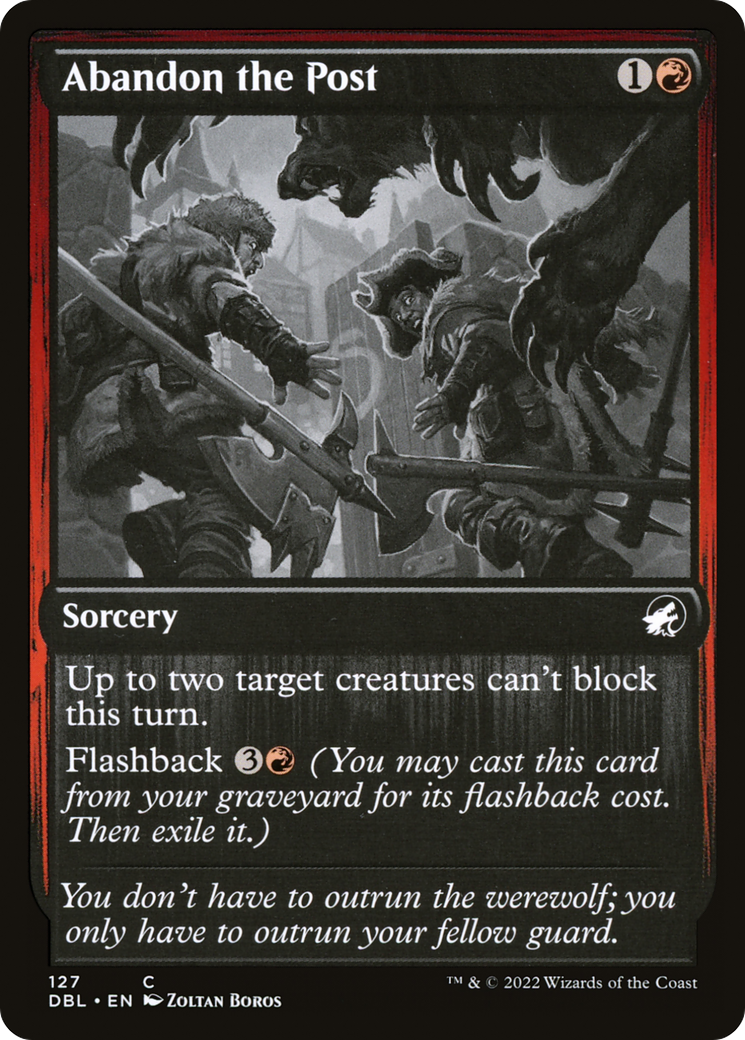 Abandon the Post 1
Sorcery
Up to two target creatures can't block
this turn.
Flashback 3 (You may cast this card
from your graveyard for its flashback cost.
Then exile it.)
You don't have to outrun the werewolf; you
only have to outrun your fellow guard.
127 C
DBL • EN Zoltan Boros
™ & © 2022 Wizards of the Coast